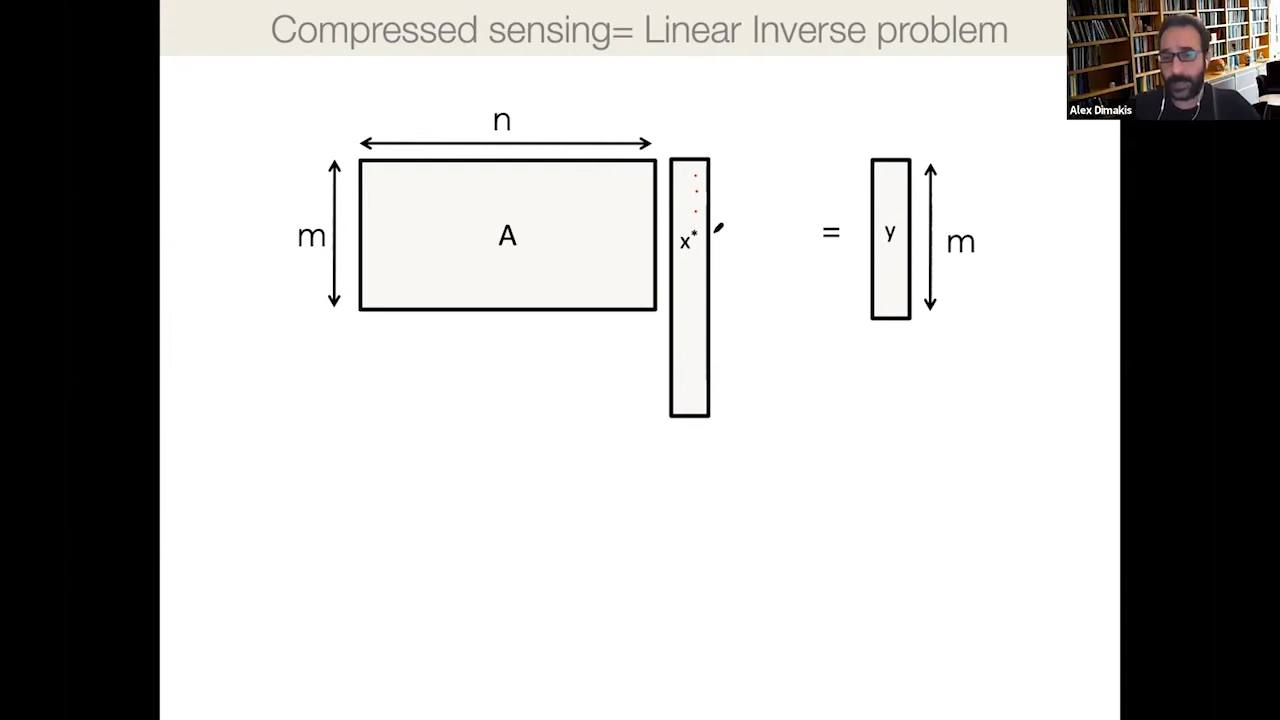 Compressed sensing= Linear Inverse problem
Alex Dimakis
n
m
A
x*
=
y
m